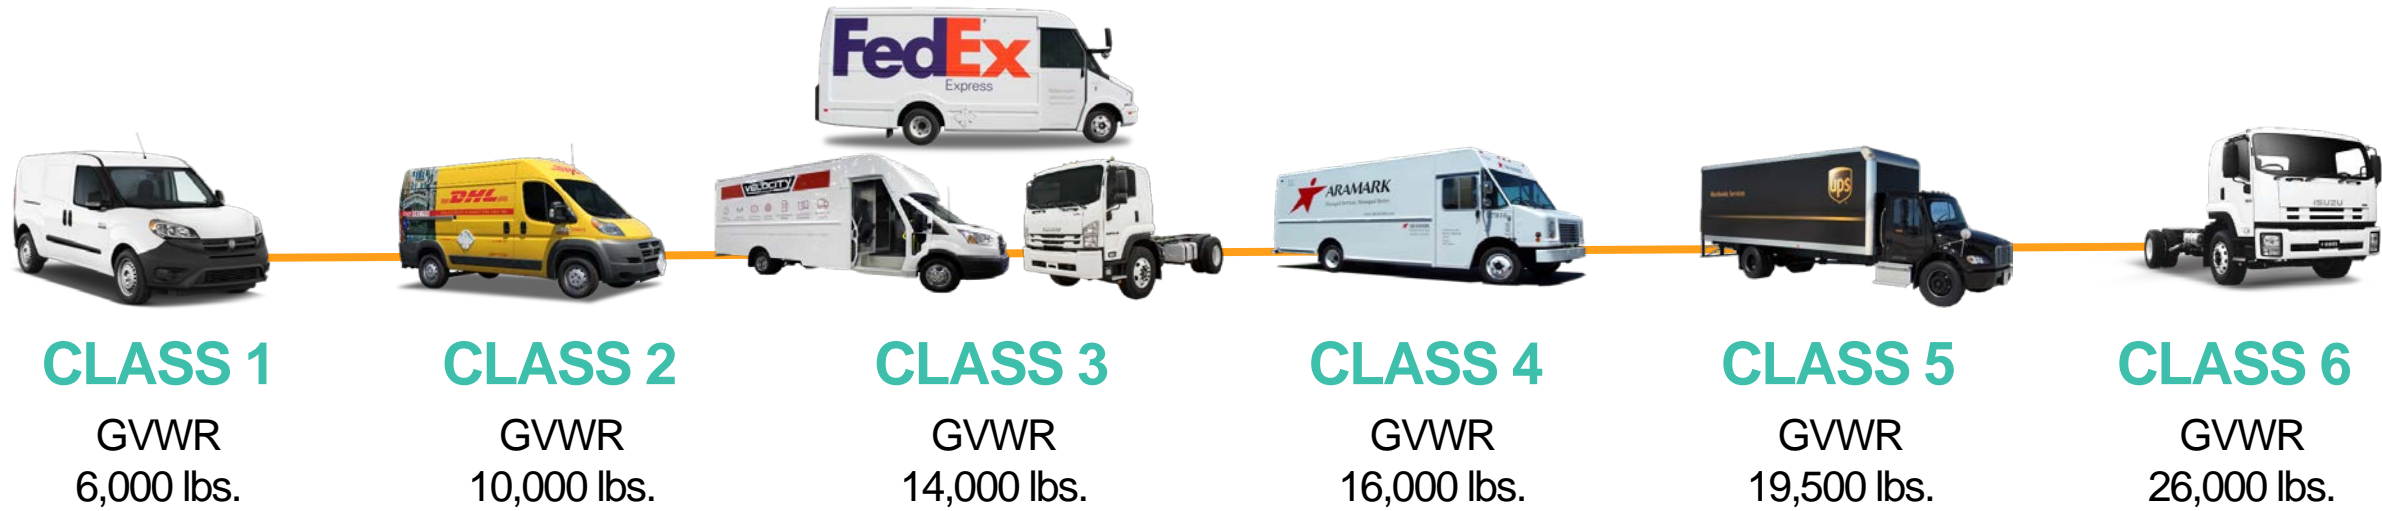 FedEx
Express
DHL
VELOCITY
ARAMARK
ups
ISUZU
CLASS 1
CLASS 2
CLASS 3
CLASS 4
CLASS 5
CLASS 6
GVWR
6,000 lbs.
GVWR
10,000 lbs.
GVWR
14,000 lbs.
GVWR
16,000 lbs.
GVWR
19,500 lbs.
GVWR
26,000 lbs.